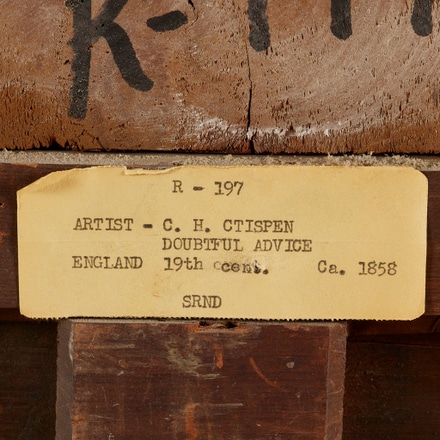 R - 197
ARTIST - C. H. CTISPEN
DOUBTFUL ADVICE
ENGLAND 19th cent. Ca. 1858
SRND